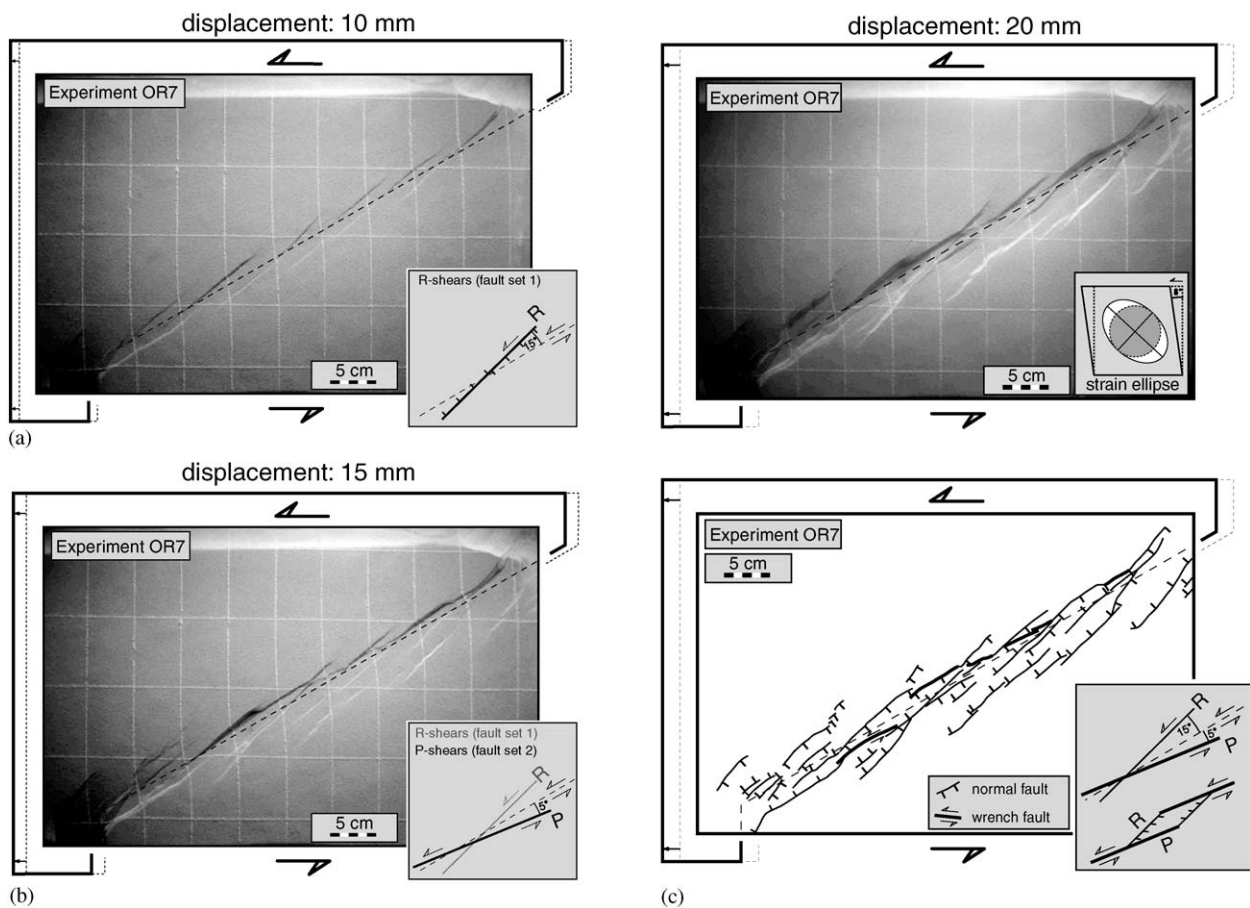 displacement: 10 mm
Experiment OR7
R-shears (fault set 1)
R
15°
5 cm
(a)
displacement: 20 mm
Experiment OR7
8°
5 cm
strain ellipse
displacement: 15 mm
Experiment OR7
R-shears (fault set 1)
P-shears (fault set 2)
R
5°
P
5 cm
(b)
Experiment OR7
5 cm
normal fault
wrench fault
R
15°
5°
P
R
P
(c)